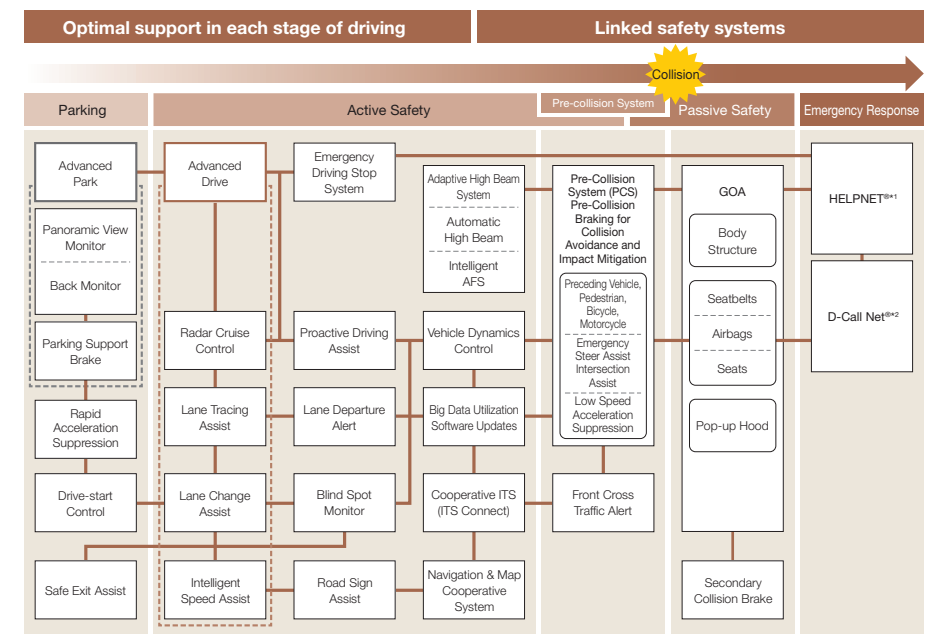 Optimal support in each stage of driving
Linked safety systems
Collision
Parking
Active Safety
Pre-collision System
Passive Safety
Emergency Response
Advanced
Park
Panoramic View
Monitor
Back Monitor
Parking Support
Brake
Rapid
Acceleration
Suppression
Drive-start
Control
Safe Exit Assist
Advanced
Drive
Radar Cruise
Control
Lane Tracing
Assist
Lane Change
Assist
Intelligent
Speed Assist
Emergency
Driving Stop
System
Proactive Driving
Assist
Lane Departure
Alert
Blind Spot
Monitor
Road Sign
Assist
Adaptive High Beam
System
Automatic
High Beam
Intelligent
AFS
Vehicle Dynamics
Control
Big Data Utilization
Software Updates
Cooperative ITS
(ITS Connect)
Navigation & Map
Cooperative
System
Pre-Collision
System (PCS)
Pre-Collision
Braking for
Collision
Avoidance and
Impact Mitigation
Preceding Vehicle,
Pedestrian,
Bicycle,
Motorcycle
Emergency
Steer Assist
Intersection
Assist
Low Speed
Acceleration
Suppression
Front Cross
Traffic Alert
GOA
Body
Structure
Seatbelts
Airbags
Seats
Pop-up Hood
Secondary
Collision Brake
HELPNET®*1
D-Call Net®*2